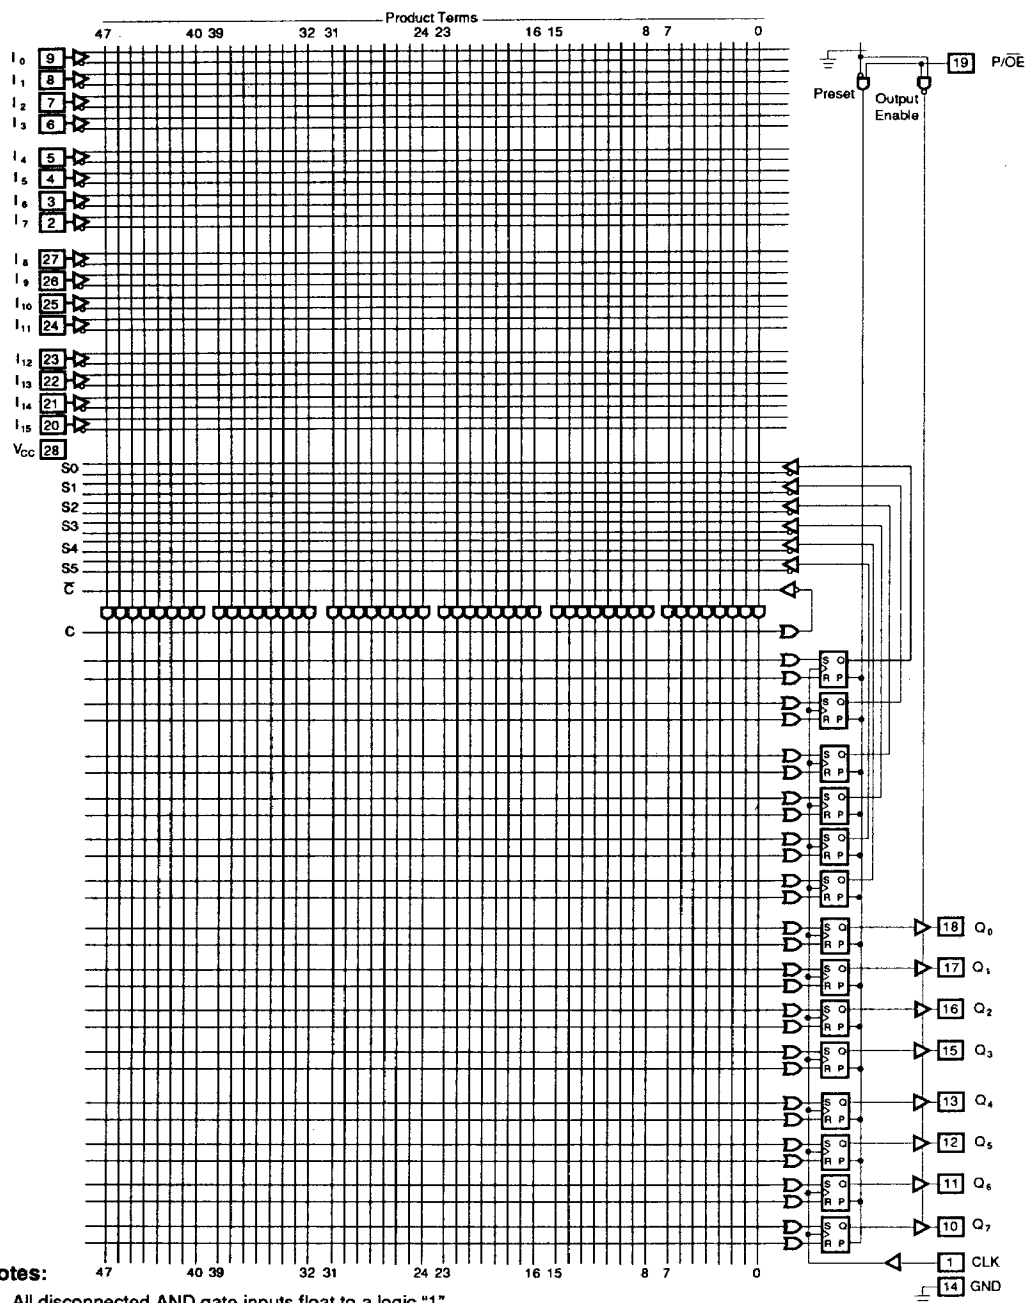 Product Terms
47 40 39 32 31 24 23 16 15 8 7 0
I0 9
I1 8
I2 7
I3 6
I4 5
I5 4
I6 3
I7 2
I8 27
I9 26
I10 25
I11 24
I12 23
I13 22
I14 21
I15 20
VCC 28
19 P/O̅E̅
Preset
Output
Enable
S0
S1
S2
S3
S4
S5
C̅
C
S Q
R P
S Q
R P
S Q
R P
S Q
R P
S Q
R P
S Q
R P
S Q
R P
18 Q0
S Q
R P
17 Q1
S Q
R P
16 Q2
S Q
R P
15 Q3
S Q
R P
13 Q4
S Q
R P
12 Q5
S Q
R P
11 Q6
S Q
R P
10 Q7
1 CLK
14 GND
47 40 39 32 31 24 23 16 15 8 7 0
otes:
All disconnected AND gate inputs float to a logic "1"